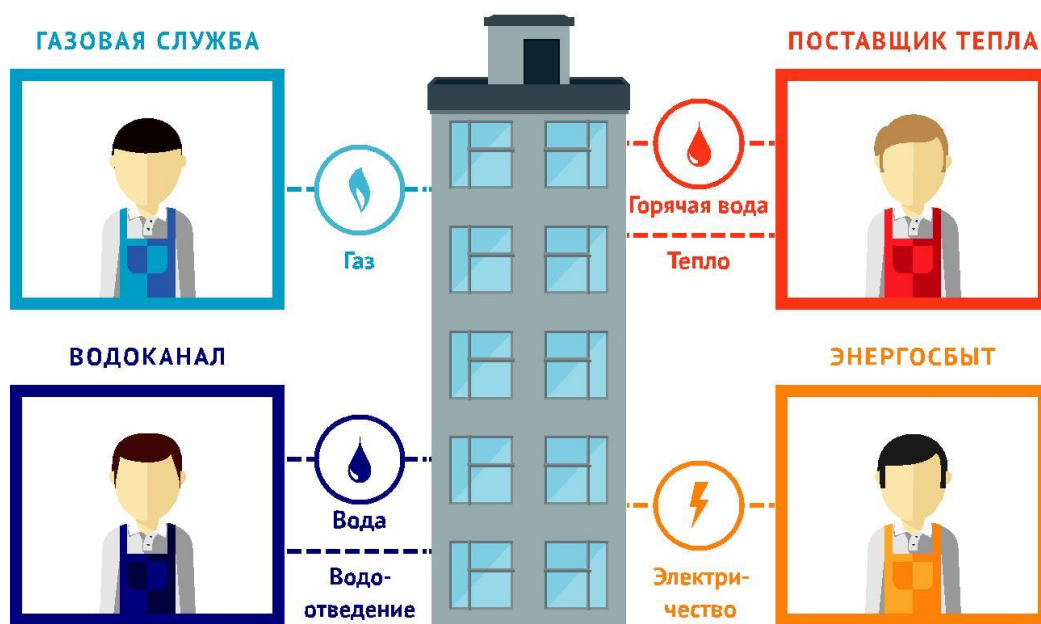 ГАЗОВАЯ СЛУЖБА
ПОСТАВЩИК ТЕПЛА
Газ
Горячая вода
Тепло
ВОДОКАНАЛ
ЭНЕРГОСБЫТ
Вода
Водо-
отведение
Электри-
чество